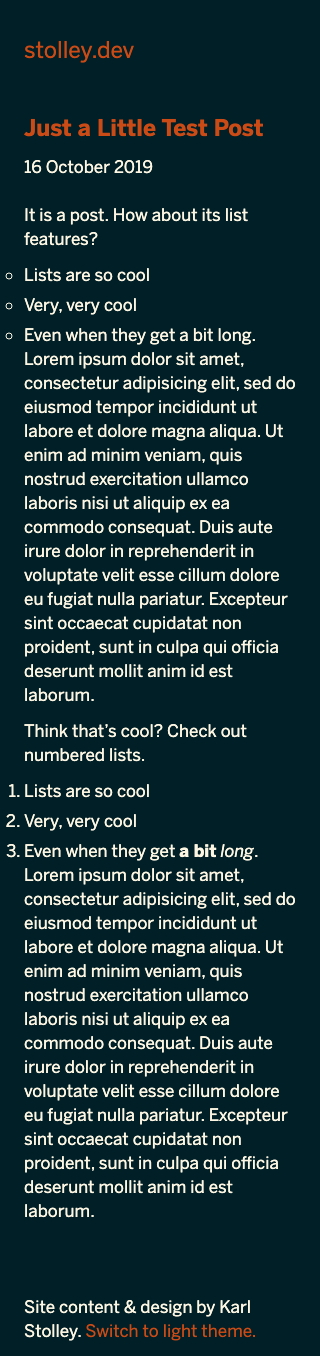 stolley.dev
Just a Little Test Post
16 October 2019
It is a post. How about its list
features?
Lists are so cool
Very, very cool
Even when they get a bit long.
Lorem ipsum dolor sit amet,
consectetur adipisicing elit, sed do
eiusmod tempor incididunt ut
labore et dolore magna aliqua. Ut
enim ad minim veniam, quis
nostrud exercitation ullamco
laboris nisi ut aliquip ex ea
commodo consequat. Duis aute
irure dolor in reprehenderit in
voluptate velit esse cillum dolore
eu fugiat nulla pariatur. Excepteur
sint occaecat cupidatat non
proident, sunt in culpa qui officia
deserunt mollit anim id est
laborum.
Think that’s cool? Check out
numbered lists.
1. Lists are so cool
2. Very, very cool
3. Even when they get a bit long.
Lorem ipsum dolor sit amet,
consectetur adipisicing elit, sed do
eiusmod tempor incididunt ut
labore et dolore magna aliqua. Ut
enim ad minim veniam, quis
nostrud exercitation ullamco
laboris nisi ut aliquip ex ea
commodo consequat. Duis aute
irure dolor in reprehenderit in
voluptate velit esse cillum dolore
eu fugiat nulla pariatur. Excepteur
sint occaecat cupidatat non
proident, sunt in culpa qui officia
deserunt mollit anim id est
laborum.
Site content & design by Karl
Stolley. Switch to light theme.